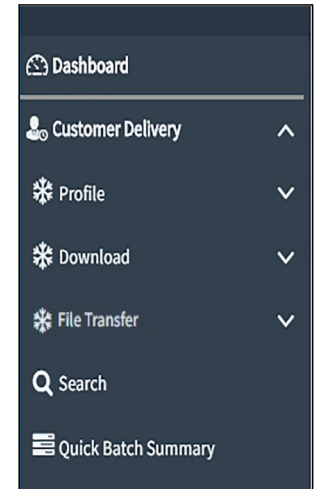 Dashboard
Customer Delivery
Profile
Download
File Transfer
Search
Quick Batch Summary